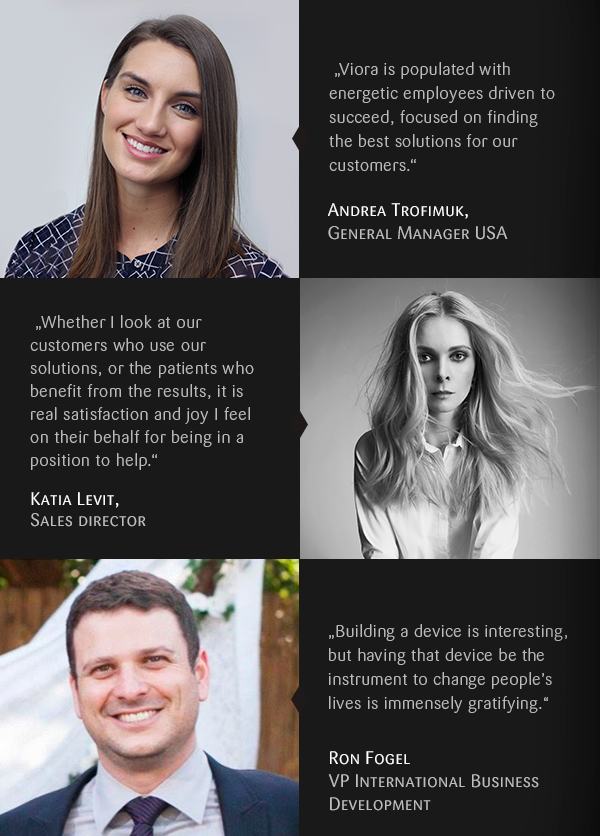 „Viora is populated with
energetic employees driven to
succeed, focused on finding
the best solutions for our
customers.“
Andrea Trofimuk,
General Manager USA
„Whether I look at our
customers who use our
solutions, or the patients who
benefit from the results, it is
real satisfaction and joy I feel
on their behalf for being in a
position to help.“
Katia Levit,
Sales director
„Building a device is interesting,
but having that device be the
instrument to change people's
lives is immensely gratifying.“
Ron Fogel
VP International Business
Development